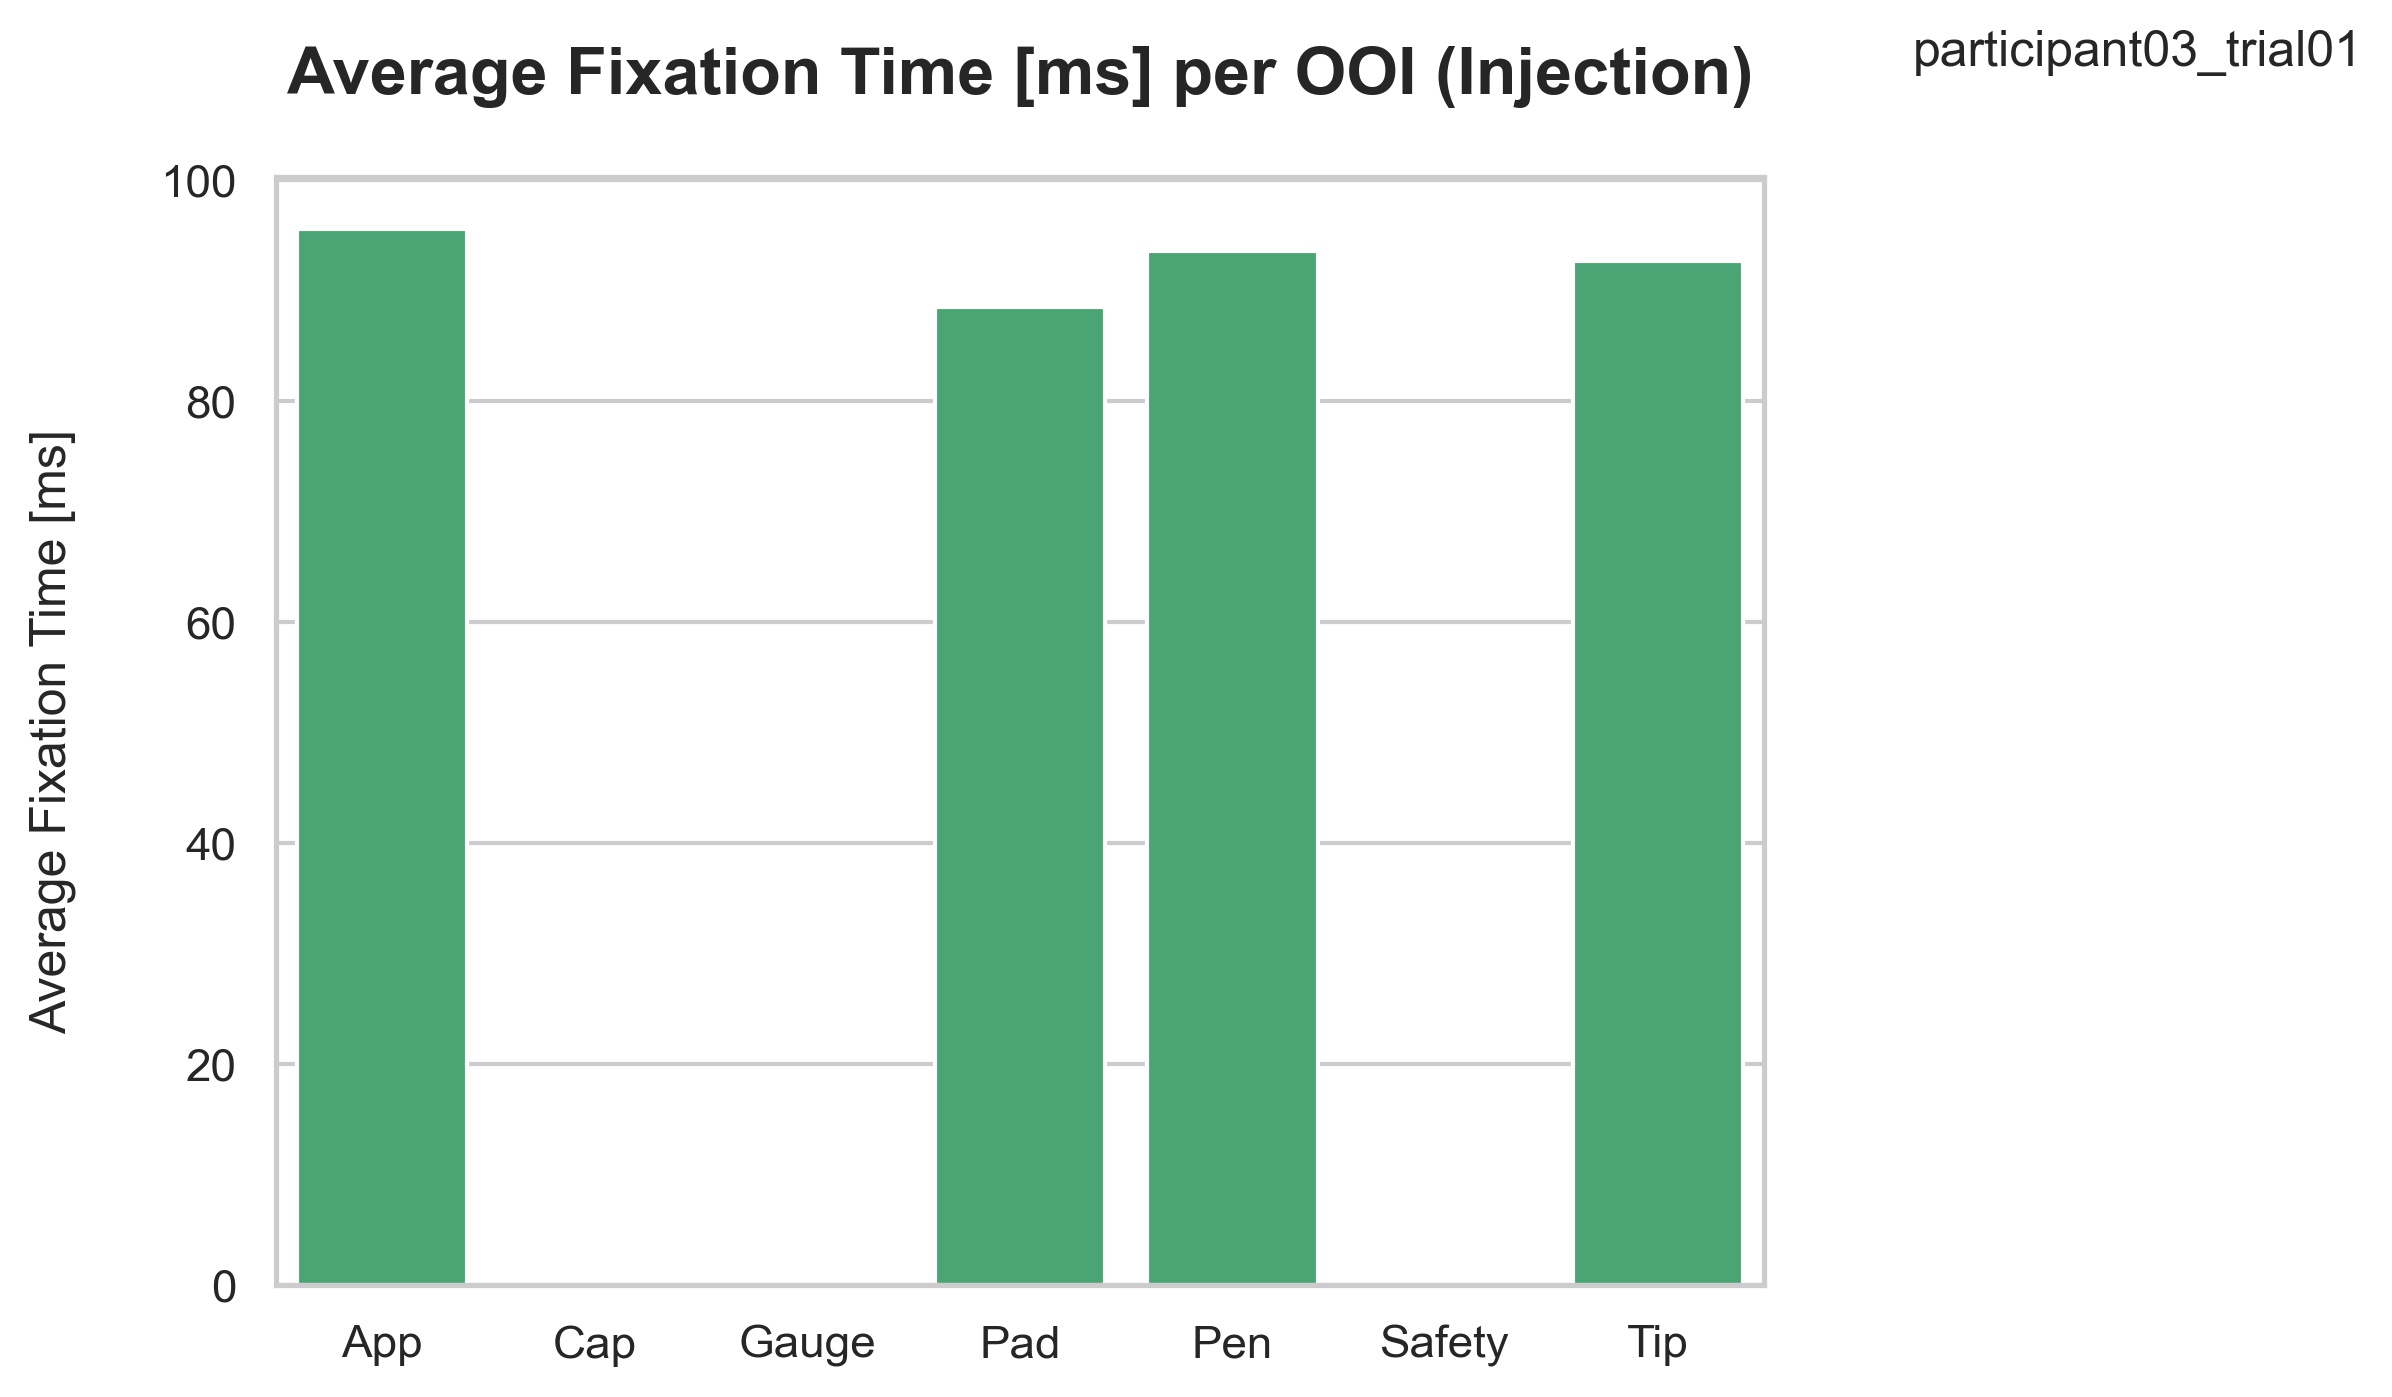 Average Fixation Time [ms] per OOI (Injection)
participant03_trial01
Average Fixation Time [ms]
100
80
60
40
20
0
App Cap Gauge Pad Pen Safety Tip